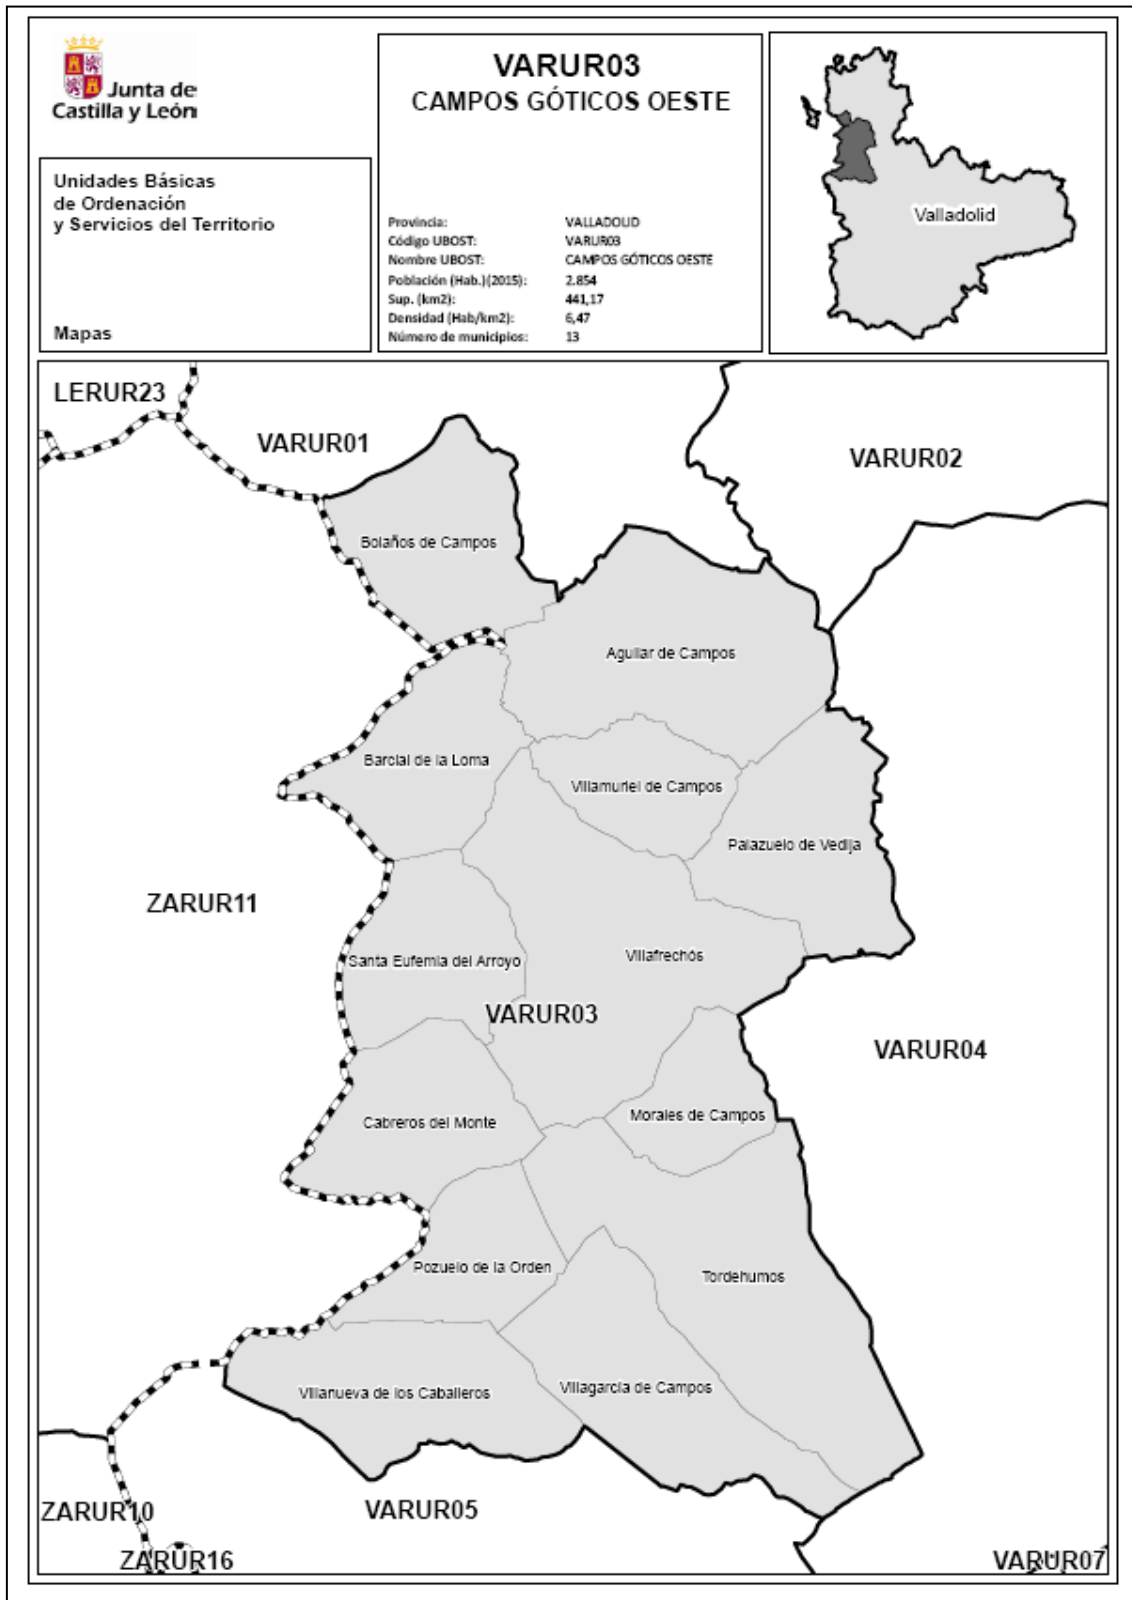 Junta de
Castilla y León
Unidades Básicas
de Ordenación
y Servicios del Territorio
Mapas
VARUR03
CAMPOS GÓTICOS OESTE
Provincia: VALLADOLID
Código UBOST: VARUR03
Nombre UBOST: CAMPOS GÓTICOS OESTE
Población (Hab.)(2015): 2.854
Sup. (km2): 441,17
Densidad (Hab/km2): 6,47
Número de municipios: 13
Valladolid
LERUR23
VARUR01
VARUR02
Bolaños de Campos
Aguilar de Campos
Barcial de la Loma
Villamuriel de Campos
Palazuelo de Vedija
ZARUR11
Villafrechós
Santa Eufemia del Arroyo
VARUR03
VARUR04
Morales de Campos
Cabreros del Monte
Pozuelo de la Orden
Tordehumos
Villagarcía de Campos
Villanueva de los Caballeros
ZARUR10
VARUR05
ZARUR16
VARUR07